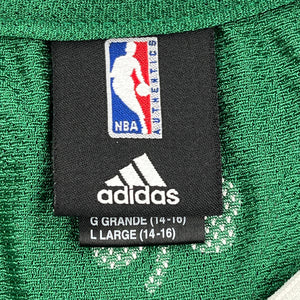 NBA
AUTHENTICS
adidas
G GRANDE (14-16)
L LARGE (14-16)